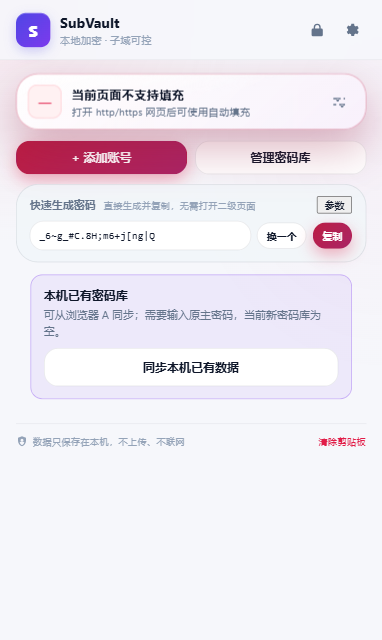 S
SubVault
本地加密 · 子域可控
当前页面不支持填充
打开 http/https 网页后可使用自动填充
+ 添加账号
管理密码库
快速生成密码 直接生成并复制，无需打开二级页面
参数
_6~g_#C.8H;m6+j[ng|Q
换一个
复制
本机已有密码库
可从浏览器 A 同步；需要输入原主密码，当前新密码库为
空。
同步本机已有数据
数据只保存在本机，不上传、不联网
清除剪贴板